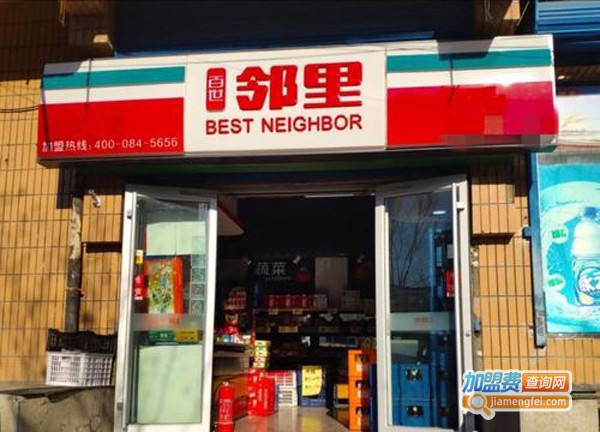 百世
邻里
BEST NEIGHBOR
加盟热线:400-084-5656
蔬菜
加盟费查询网
jiamengfei.com